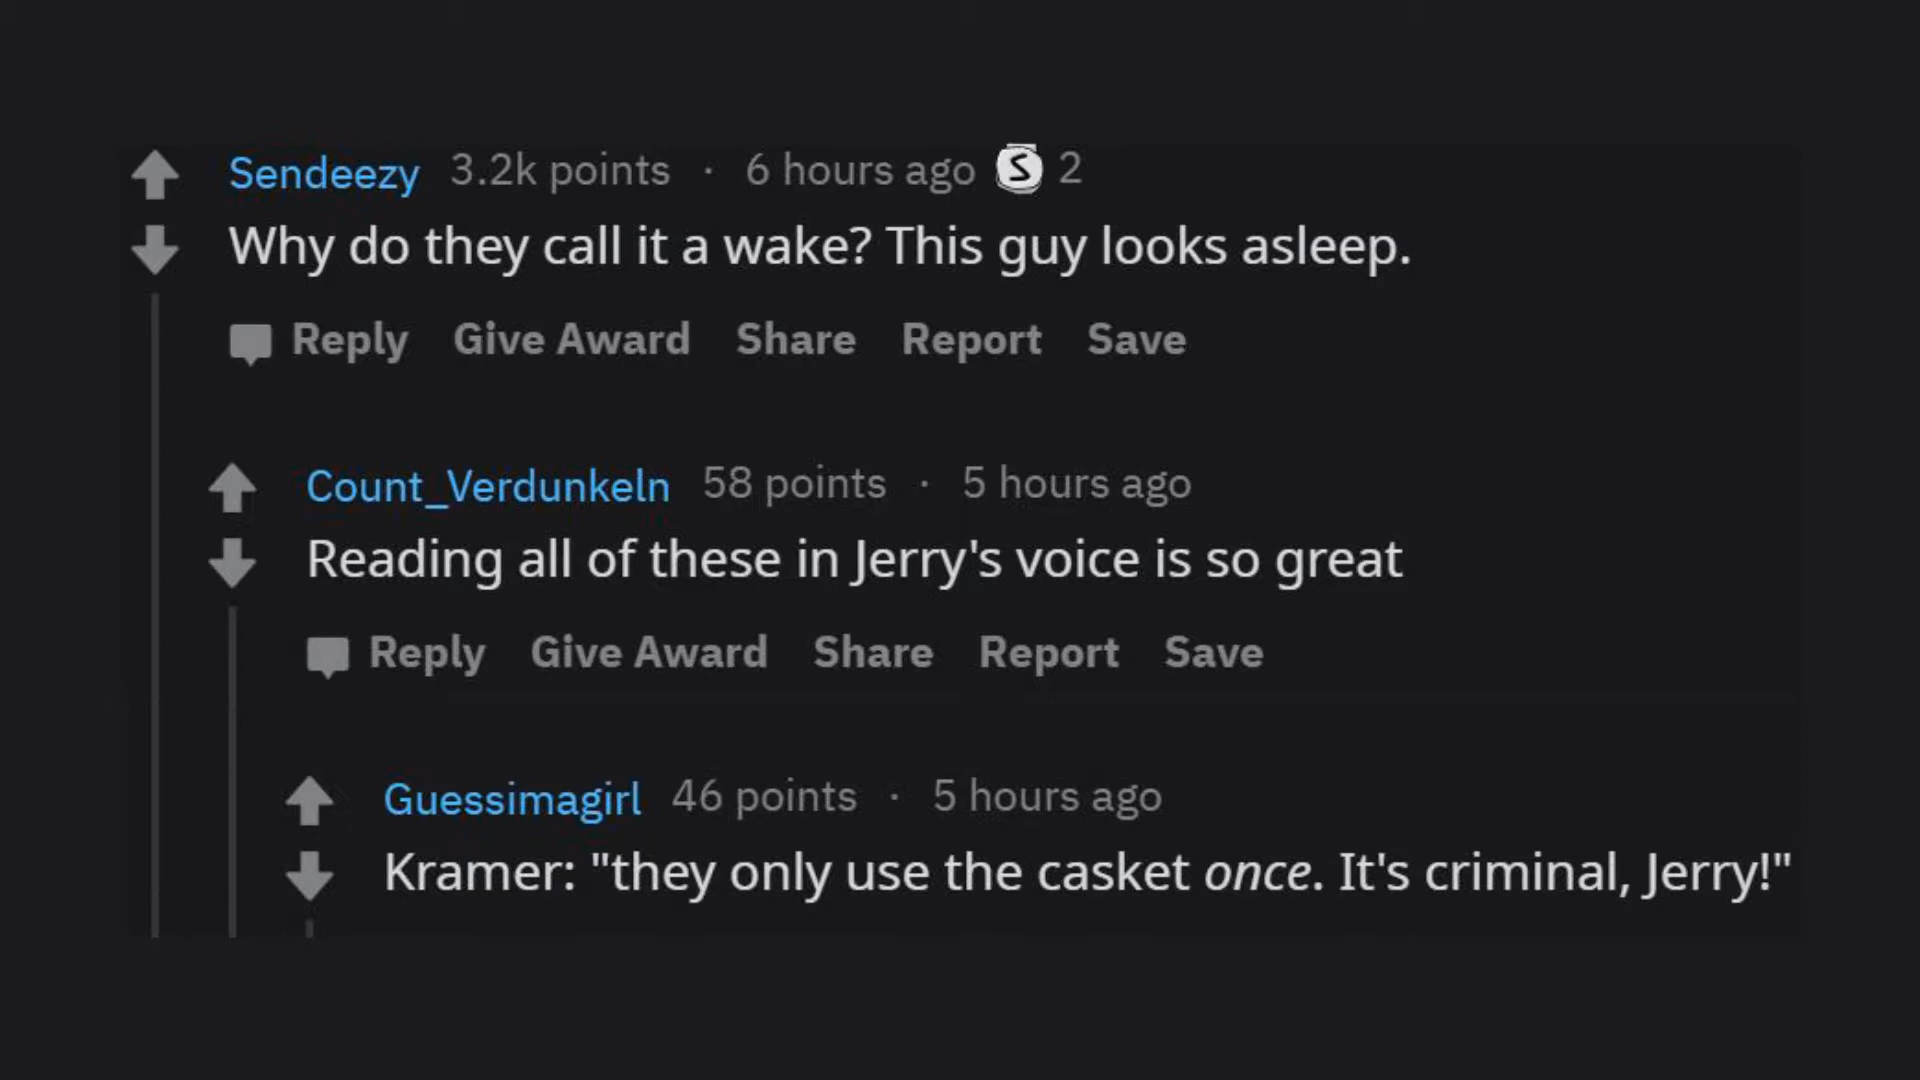 Sendeezy 3.2k points · 6 hours ago S 2
Why do they call it a wake? This guy looks asleep.
Reply Give Award Share Report Save
Count_Verdunkeln 58 points · 5 hours ago
Reading all of these in Jerry's voice is so great
Reply Give Award Share Report Save
Guessimagirl 46 points · 5 hours ago
Kramer: "they only use the casket once. It's criminal, Jerry!"